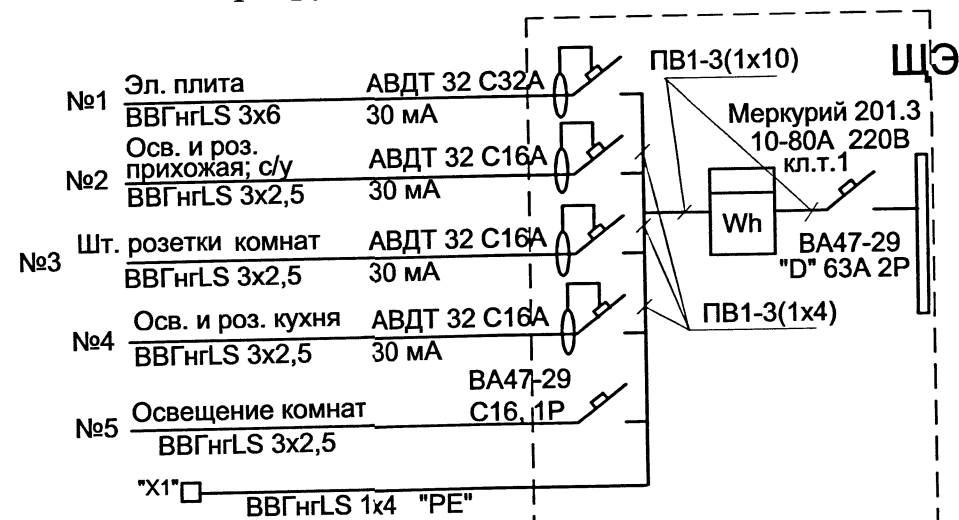 ЩЭ
ПВ1-3(1х10)
№1
Эл. плита
АВДТ 32 С32А
ВВГнгLS 3х6
30 мА
Меркурий 201.3
10-80А 220В
кл.т.1
№2
Осв. и роз.
прихожая; с/у
АВДТ 32 С16А
ВВГнгLS 3х2,5
30 мА
Wh
№3
Шт. розетки комнат
АВДТ 32 С16А
ВВГнгLS 3х2,5
30 мА
ВА47-29
"D" 63А 2Р
№4
Осв. и роз. кухня
АВДТ 32 С16А
ВВГнгLS 3х2,5
30 мА
ПВ1-3(1х4)
№5
Освещение комнат
ВА47-29
С16, 1Р
ВВГнгLS 3х2,5
"Х1"
ВВГнгLS 1х4 "РЕ"